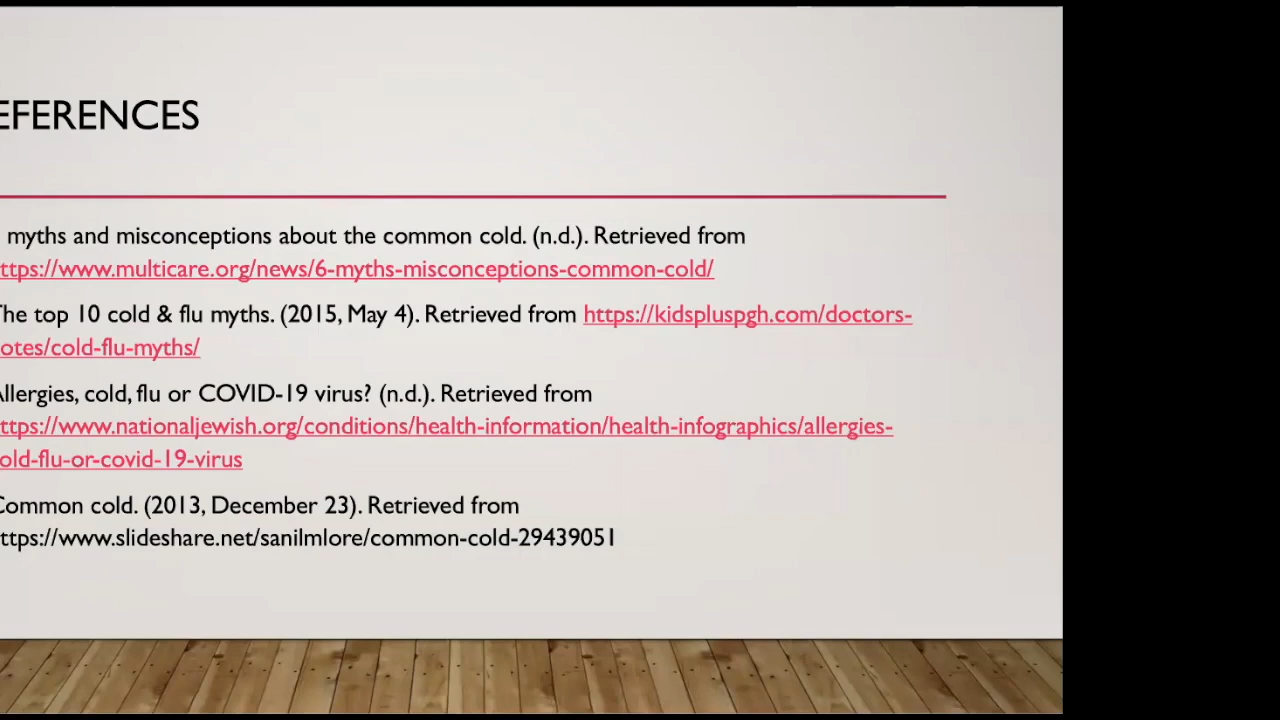 EFERENCES
myths and misconceptions about the common cold. (n.d.). Retrieved from
ttps://www.multicare.org/news/6-myths-misconceptions-common-cold/
The top 10 cold & flu myths. (2015, May 4). Retrieved from https://kidspluspgh.com/doctors-
otes/cold-flu-myths/
Allergies, cold, flu or COVID-19 virus? (n.d.). Retrieved from
ttps://www.nationaljewish.org/conditions/health-information/health-infographics/allergies-
old-flu-or-covid-19-virus
Common cold. (2013, December 23). Retrieved from
ttps://www.slideshare.net/sanilmlore/common-cold-29439051